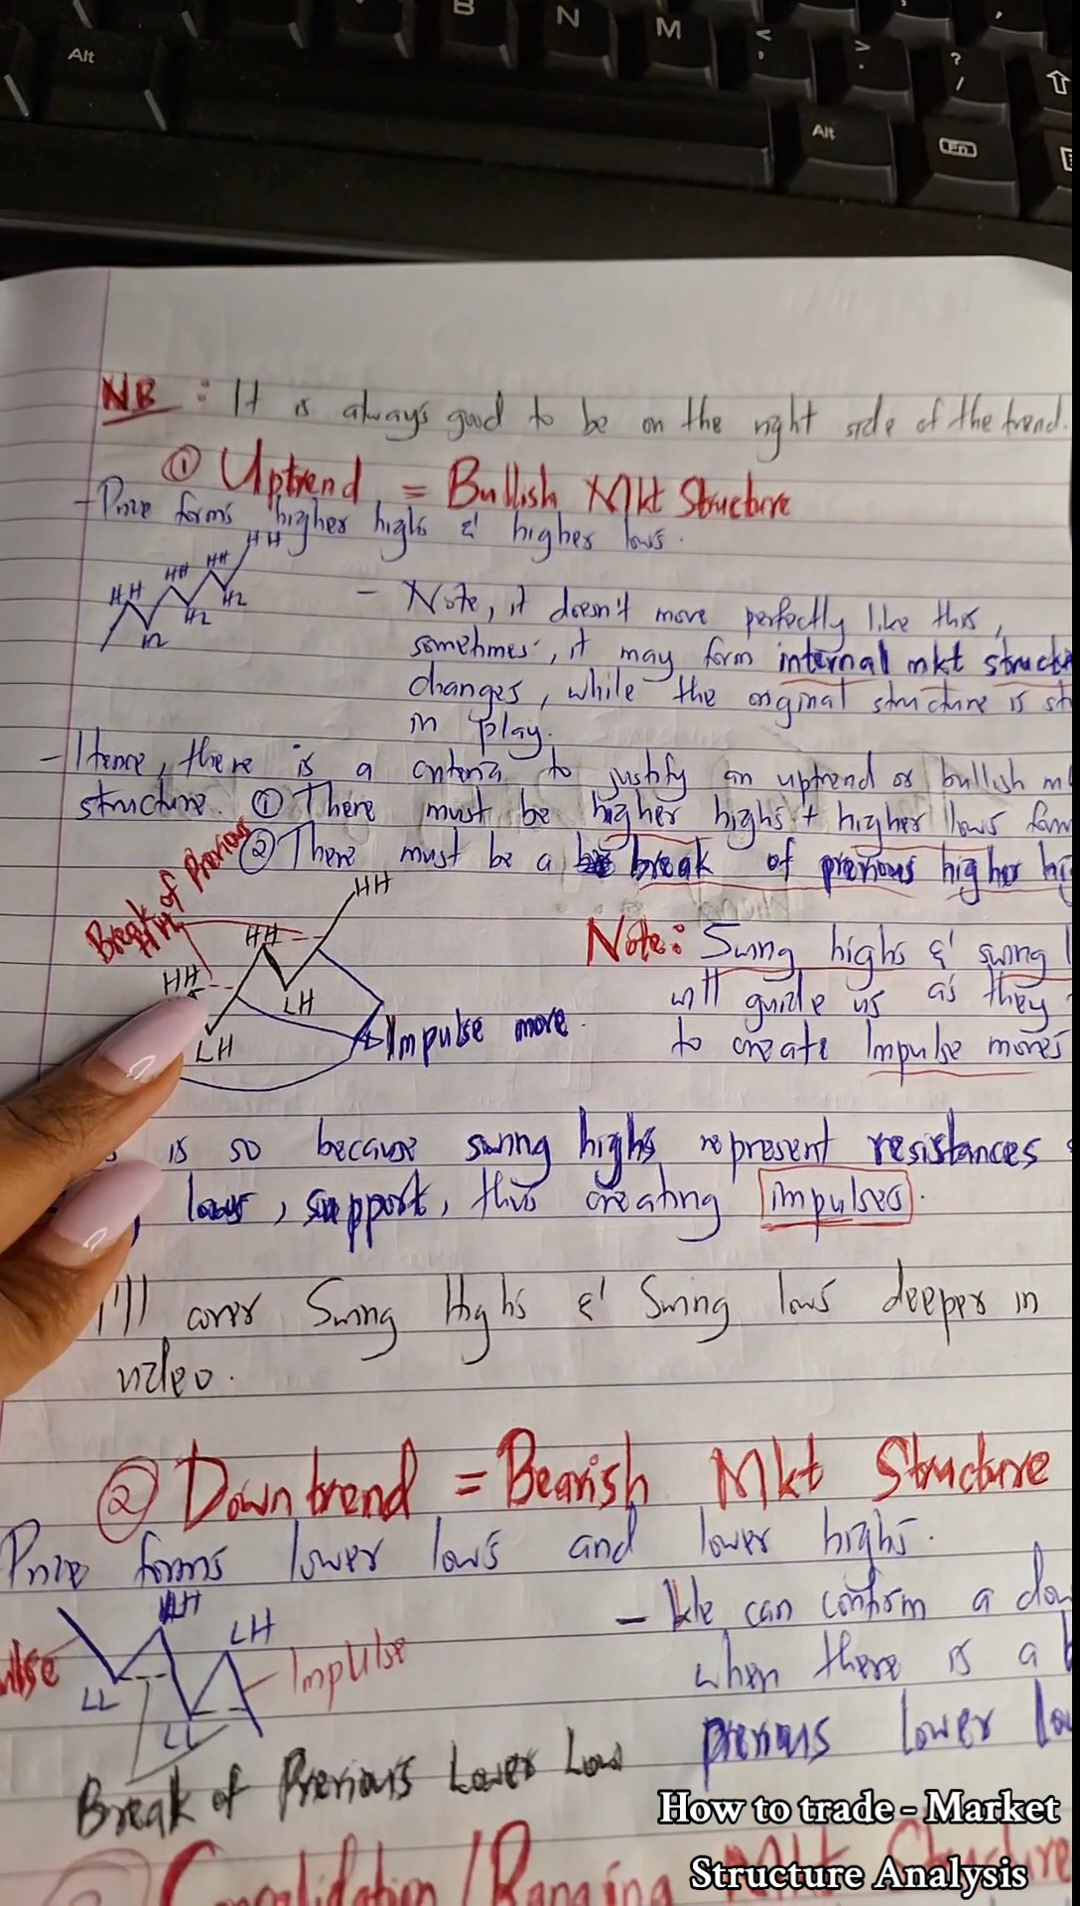 B N M < > ? /
Alt
Alt Fn
NB : It is always good to be on the right side of the trend.
① Uptrend = Bullish Mkt Structure
- Price forms higher highs & higher lows.
HH HH HH HH
HL HL HL
- Note, it doesn't move perfectly like this,
sometimes, it may form internal mkt
changes, while the original structure is
in play.
- Hence, there is a criteria to justify an uptrend or bullish
structure. ① There must be higher highs + higher lows
② There must be a break of previous higher
Break of Previous
HH
HH
HH
HH
LH
LH
Impulse move
Note: Swing highs & swing
will guide us as they
to create Impulse moves
is so because swing highs represent resistances
lows, support, thus creating impulses.
I'll cover Swing Highs & Swing lows deeper in
video.
② Downtrend = Bearish Mkt Structure
Price forms lower lows and lower highs.
LH
LH
Impulse
LL
LL
Break of Previous Lower Low
- We can confirm a
when there is a
previous lower
Consolidation / Ranging Mkt Structure
How to trade - Market
Structure Analysis